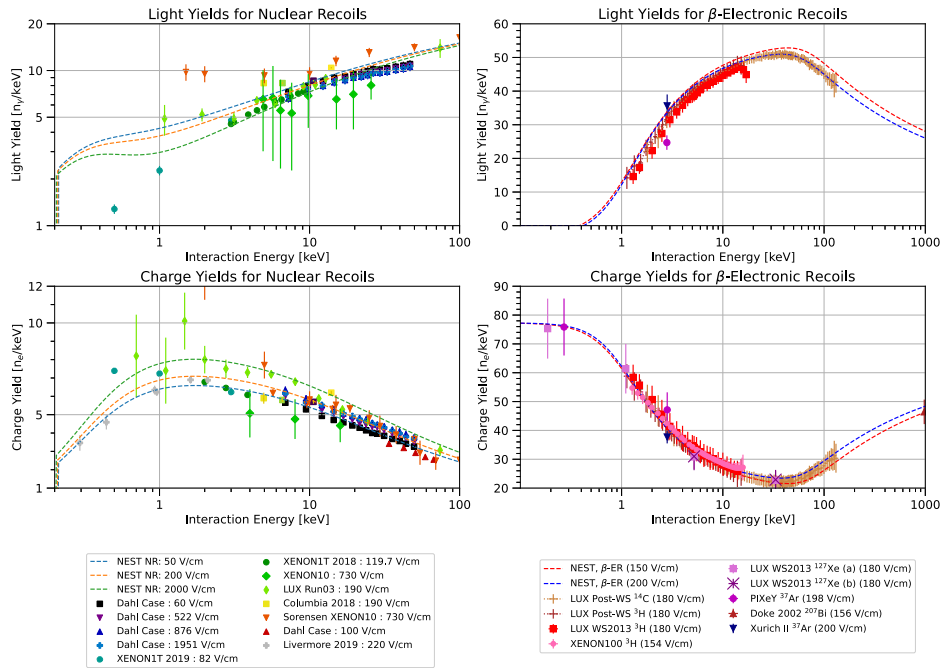 Light Yields for Nuclear Recoils
Light Yield [nγ/keV]
20
10
5
1
1
10
100
Interaction Energy [keV]
Light Yields for β-Electronic Recoils
Light Yield [nγ/keV]
60
50
40
30
20
10
0
1
10
100
1000
Interaction Energy [keV]
Charge Yields for Nuclear Recoils
Charge Yield [ne/keV]
12
10
5
1
1
10
100
Interaction Energy [keV]
Charge Yields for β-Electronic Recoils
Charge Yield [ne/keV]
90
80
70
60
50
40
30
20
1
10
100
1000
Interaction Energy [keV]
NEST NR: 50 V/cm
NEST NR: 200 V/cm
NEST NR: 2000 V/cm
Dahl Case : 60 V/cm
Dahl Case : 522 V/cm
Dahl Case : 876 V/cm
Dahl Case : 1951 V/cm
XENON1T 2019 : 82 V/cm
XENON1T 2018 : 119.7 V/cm
XENON10 : 730 V/cm
LUX Run03 : 190 V/cm
Columbia 2018 : 190 V/cm
Sorensen XENON10 : 730 V/cm
Dahl Case : 100 V/cm
Livermore 2019 : 220 V/cm
NEST, β-ER (150 V/cm)
NEST, β-ER (200 V/cm)
LUX Post-WS ¹⁴C (180 V/cm)
LUX Post-WS ³H (180 V/cm)
LUX WS2013 ³H (180 V/cm)
XENON100 ³H (154 V/cm)
LUX WS2013 ¹²⁷Xe (a) (180 V/cm)
LUX WS2013 ¹²⁷Xe (b) (180 V/cm)
PIXeY ³⁷Ar (198 V/cm)
Doke 2002 ²⁰⁷Bi (156 V/cm)
Xurich II ³⁷Ar (200 V/cm)